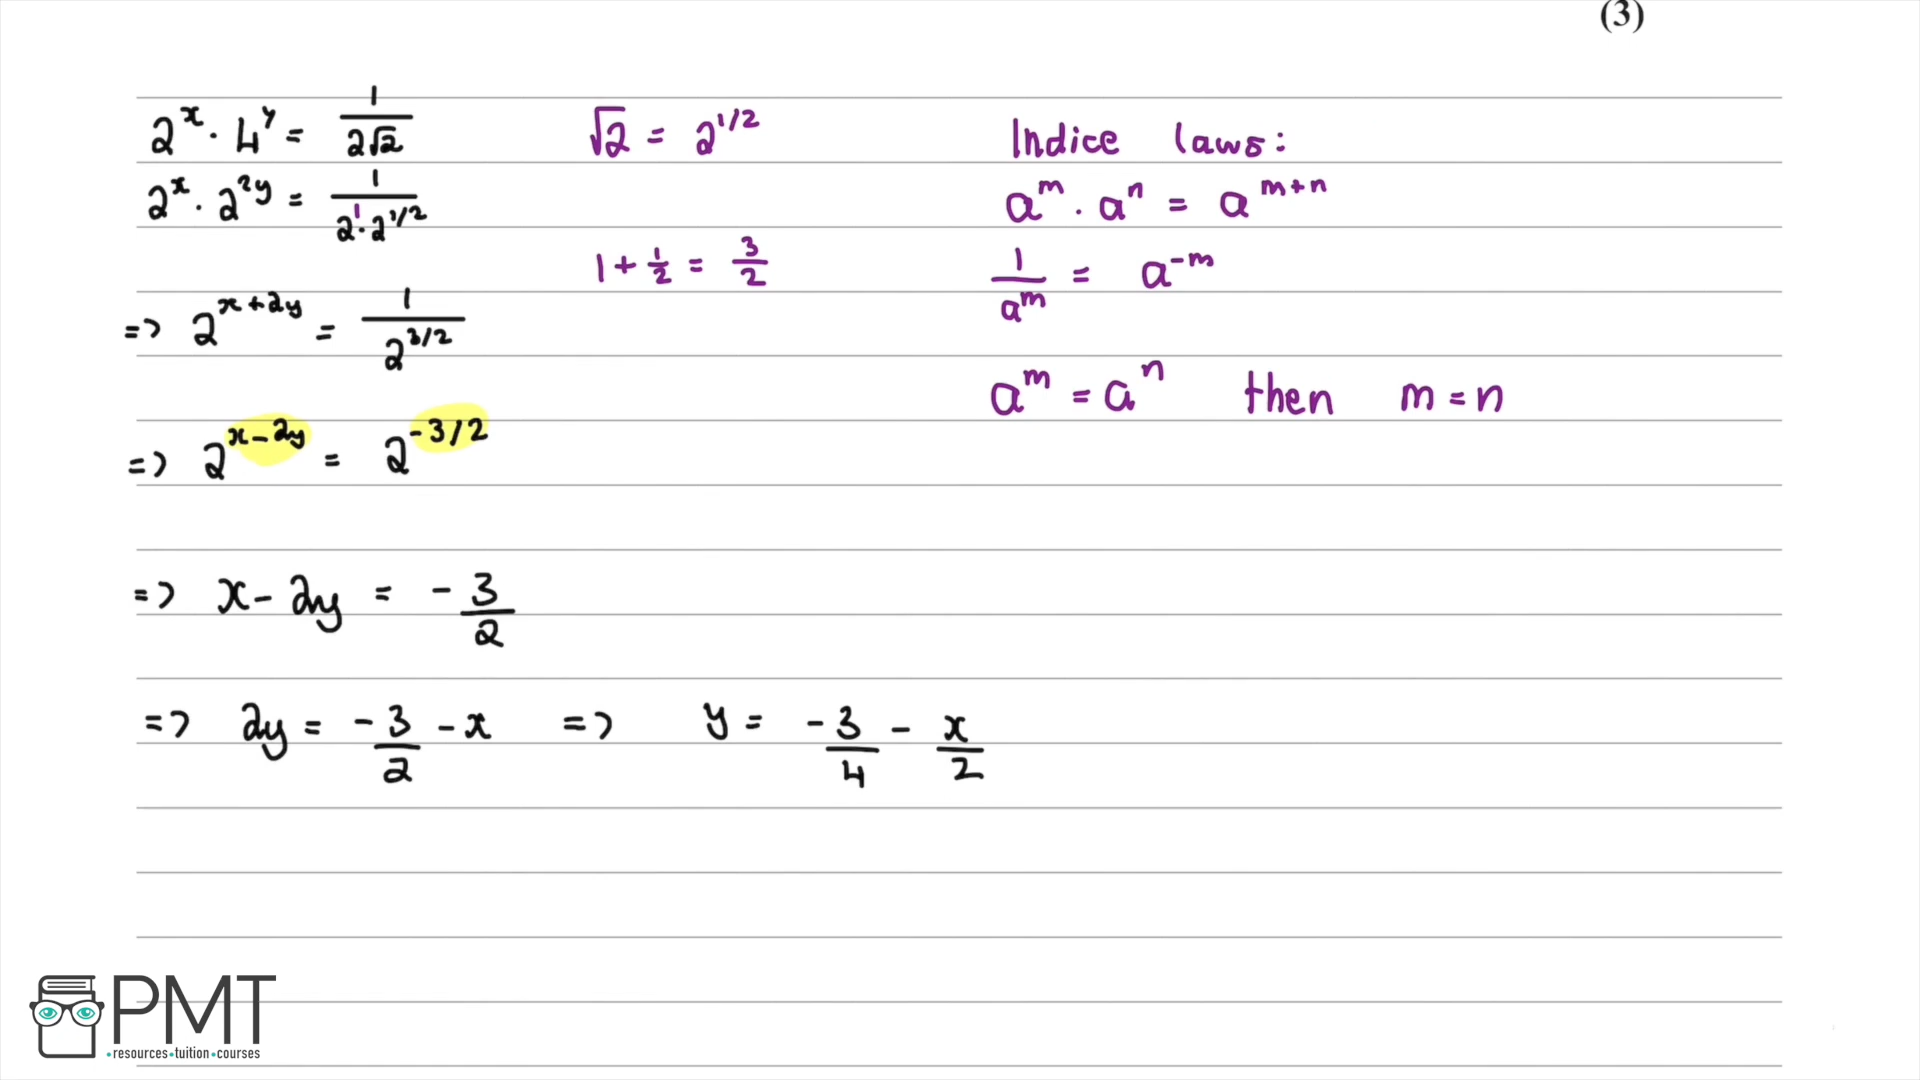 (3)
2^x · 4^y = 1/(2√2)
√2 = 2^(1/2)
Indice laws:
2^x · 2^(2y) = 1/(2^1 · 2^(1/2))
a^m · a^n = a^(m+n)
1 + 1/2 = 3/2
1/a^m = a^(-m)
=> 2^(x+2y) = 1/2^(3/2)
a^m = a^n then m = n
=> 2^(x-2y) = 2^(-3/2)
=> x - 2y = -3/2
=> 2y = -3/2 - x => y = -3/4 - x/2
PMT
•resources•tuition•courses